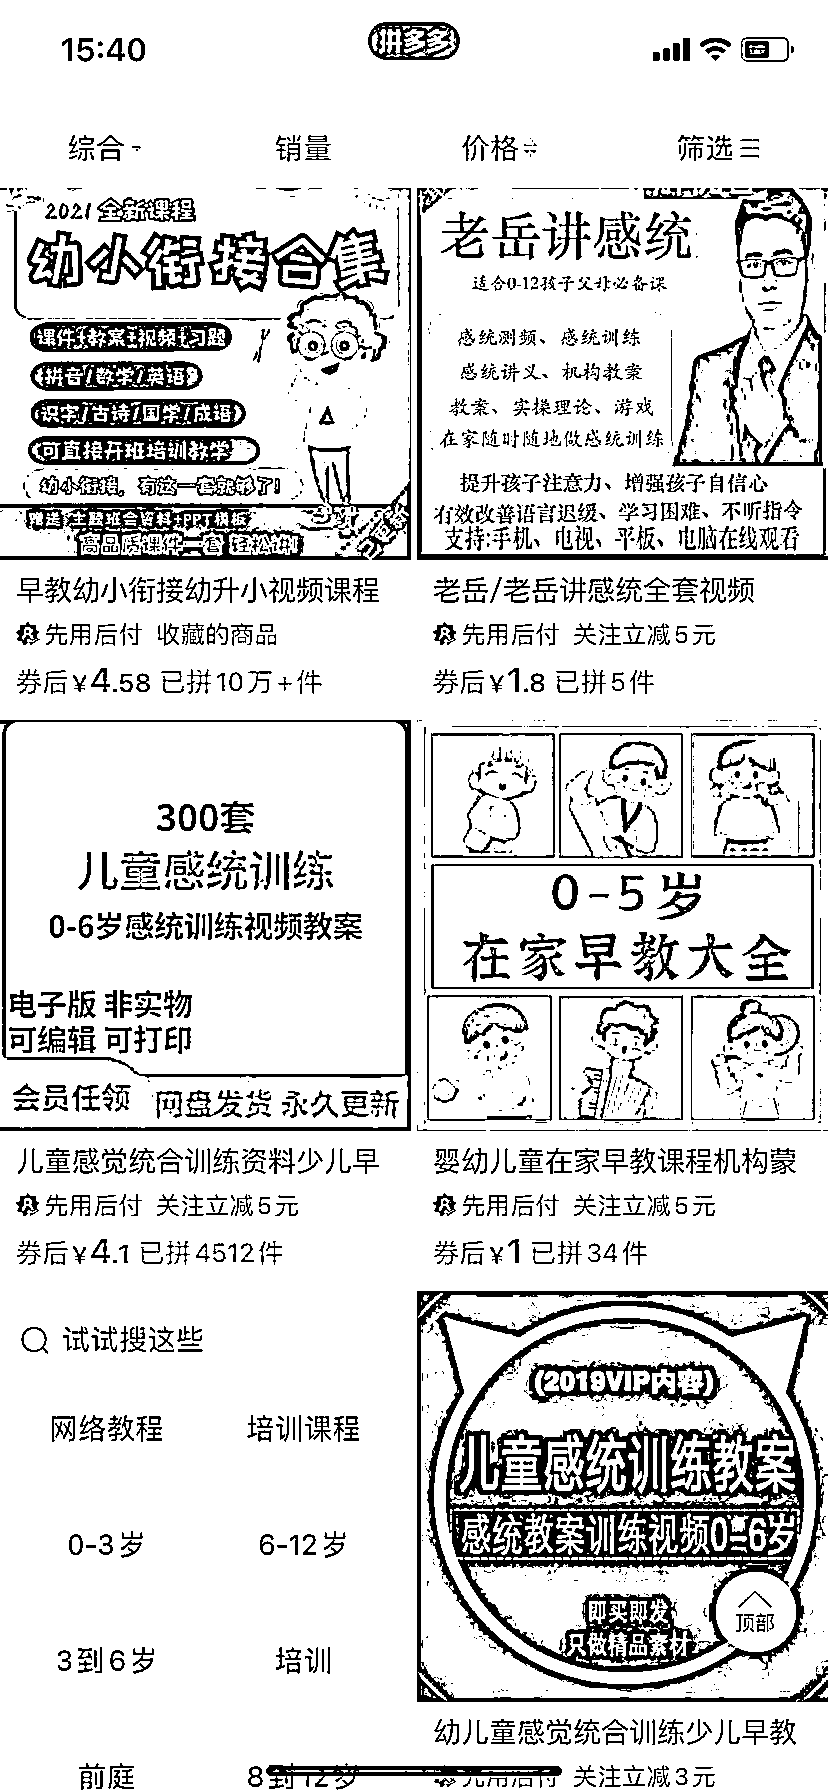 15:40
拼多多
综合
销量
价格
筛选
2021 全新课程
幼小衔接合集
课件+教案+视频+习题
拼音/数学/英语
识字/古诗/国学/成语
可直接开班培训教学
幼小衔接，有这一套就够了！
赠送 主题班会资料+PPT模板
高品质课件一套 轻松讲!
已更新
早教幼小衔接幼升小视频课程
先用后付 收藏的商品
券后¥4.58 已拼10万+件
老岳讲感统
适合0-12孩子父母必备课
感统测频、感统训练
感统讲义、机构教案
教案、实操理论、游戏
在家随时随地做感统训练
提升孩子注意力、增强孩子自信心
有效改善语言迟缓、学习困难、不听指令
支持:手机、电视、平板、电脑在线观看
老岳/老岳讲感统全套视频
先用后付 关注立减5元
券后¥1.8 已拼5件
300套
儿童感统训练
0-6岁感统训练视频教案
电子版 非实物
可编辑 可打印
会员任领 网盘发货 永久更新
儿童感觉统合训练资料少儿早
先用后付 关注立减5元
券后¥4.1 已拼4512件
0-5岁
在家早教大全
婴幼儿童在家早教课程机构蒙
先用后付 关注立减5元
券后¥1 已拼34件
试试搜这些
网络教程
培训课程
0-3岁
6-12岁
3到6岁
培训
前庭
8到12岁
(2019VIP内容)
儿童感统训练教案
感统教案训练视频0-6岁
即买即发
只做精品素材
顶部
幼儿童感觉统合训练少儿早教
先用后付 关注立减3元